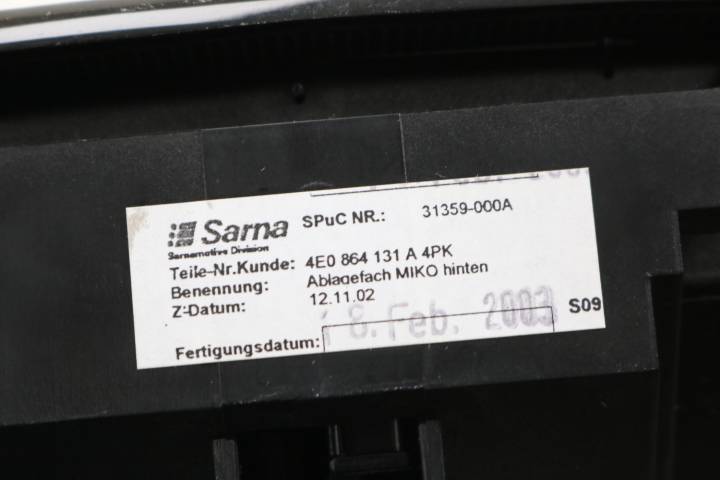 Sarna SPuC NR.: 31359-000A
Sarnamotive Division
Teile-Nr.Kunde: 4E0 864 131 A 4PK
Benennung: Ablagefach MIKO hinten
Z-Datum: 12.11.02
8. Feb. 2003 S09
Fertigungsdatum: